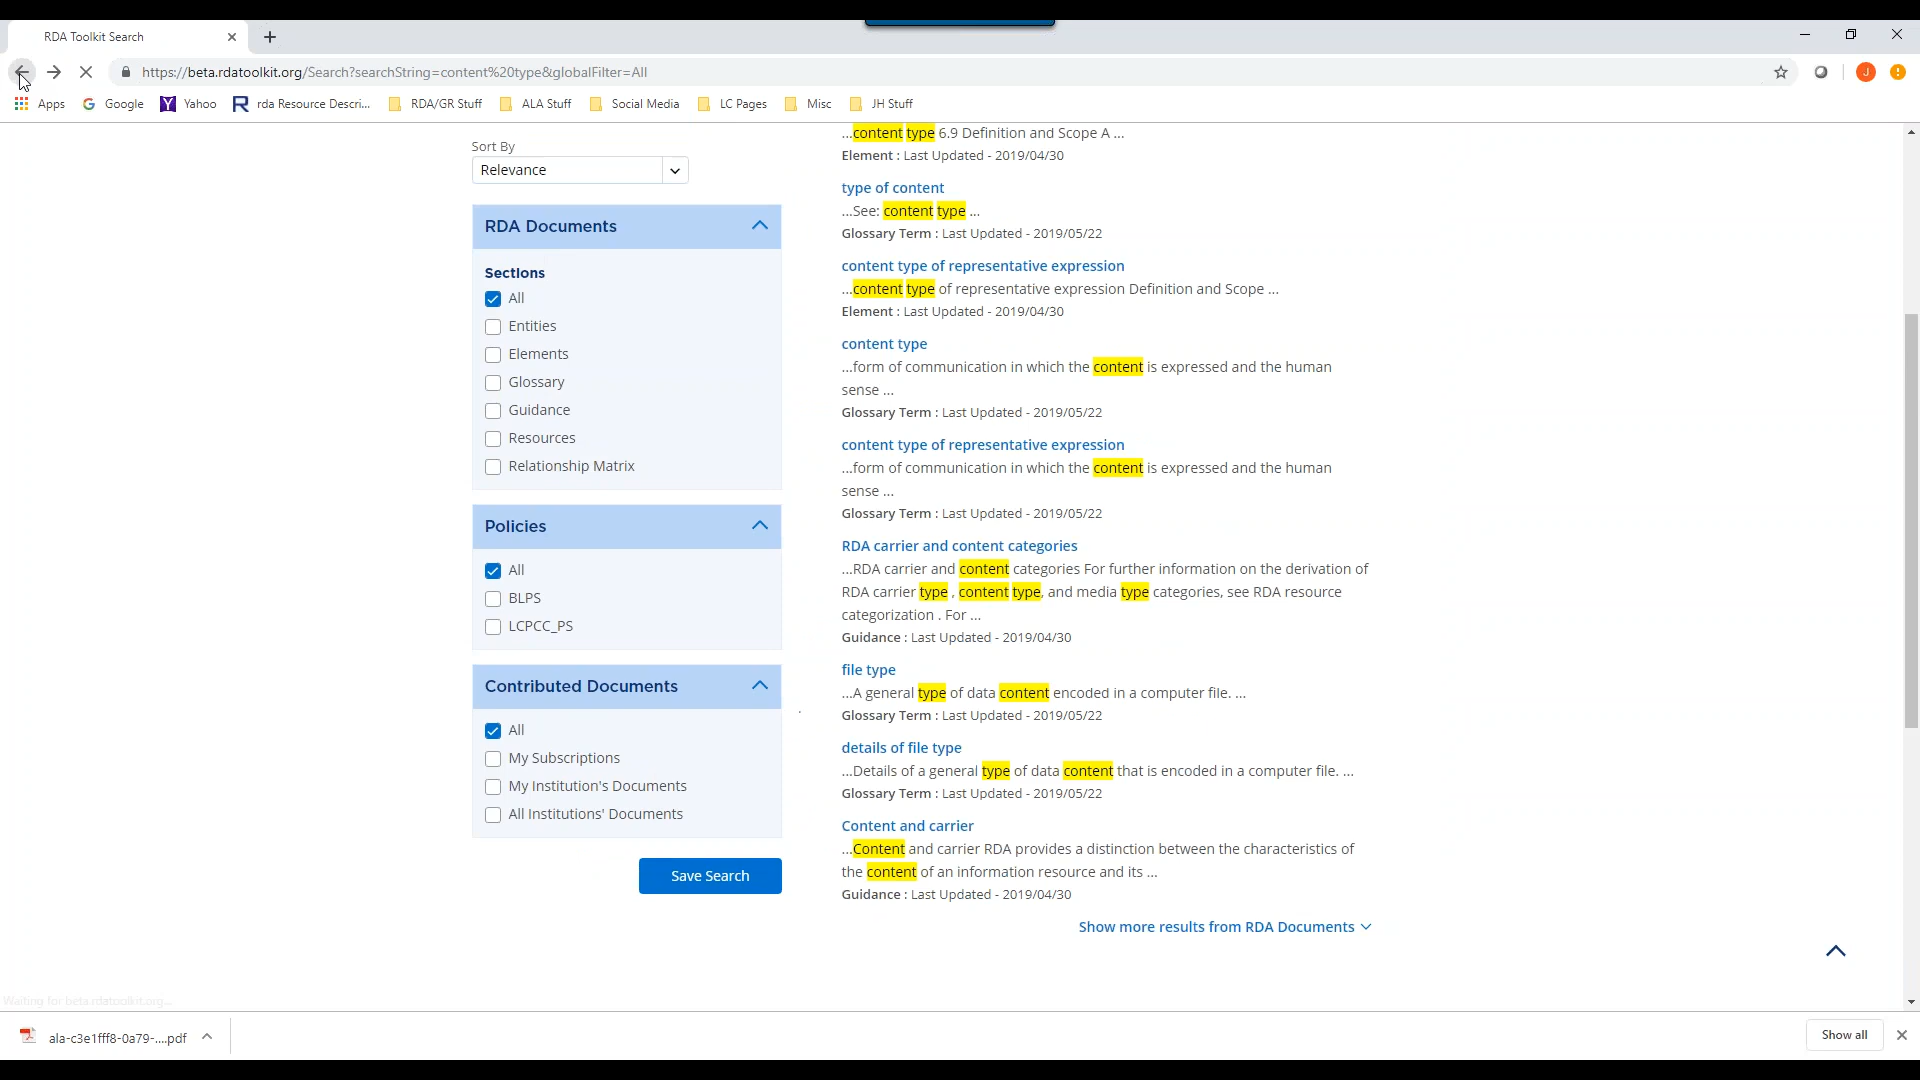 RDA Toolkit Search
https://beta.rdatoolkit.org/Search?searchString=content%20type&globalFilter=All
J
Apps
Google
Yahoo
rda Resource Descri...
RDA/GR Stuff
ALA Stuff
Social Media
LC Pages
Misc
JH Stuff
Sort By
Relevance
RDA Documents
Sections
All
Entities
Elements
Glossary
Guidance
Resources
Relationship Matrix
Policies
All
BLPS
LCPCC_PS
Contributed Documents
All
My Subscriptions
My Institution's Documents
All Institutions' Documents
Save Search
...content type 6.9 Definition and Scope A ...
Element : Last Updated - 2019/04/30
type of content
...See: content type ...
Glossary Term : Last Updated - 2019/05/22
content type of representative expression
...content type of representative expression Definition and Scope ...
Element : Last Updated - 2019/04/30
content type
...form of communication in which the content is expressed and the human
sense ...
Glossary Term : Last Updated - 2019/05/22
content type of representative expression
...form of communication in which the content is expressed and the human
sense ...
Glossary Term : Last Updated - 2019/05/22
RDA carrier and content categories
...RDA carrier and content categories For further information on the derivation of
RDA carrier type , content type, and media type categories, see RDA resource
categorization . For ...
Guidance : Last Updated - 2019/04/30
file type
...A general type of data content encoded in a computer file. ...
Glossary Term : Last Updated - 2019/05/22
details of file type
...Details of a general type of data content that is encoded in a computer file. ...
Glossary Term : Last Updated - 2019/05/22
Content and carrier
...Content and carrier RDA provides a distinction between the characteristics of
the content of an information resource and its ...
Guidance : Last Updated - 2019/04/30
Show more results from RDA Documents
Waiting for beta.rdatoolkit.org...
ala-c3e1fff8-0a79-....pdf
Show all